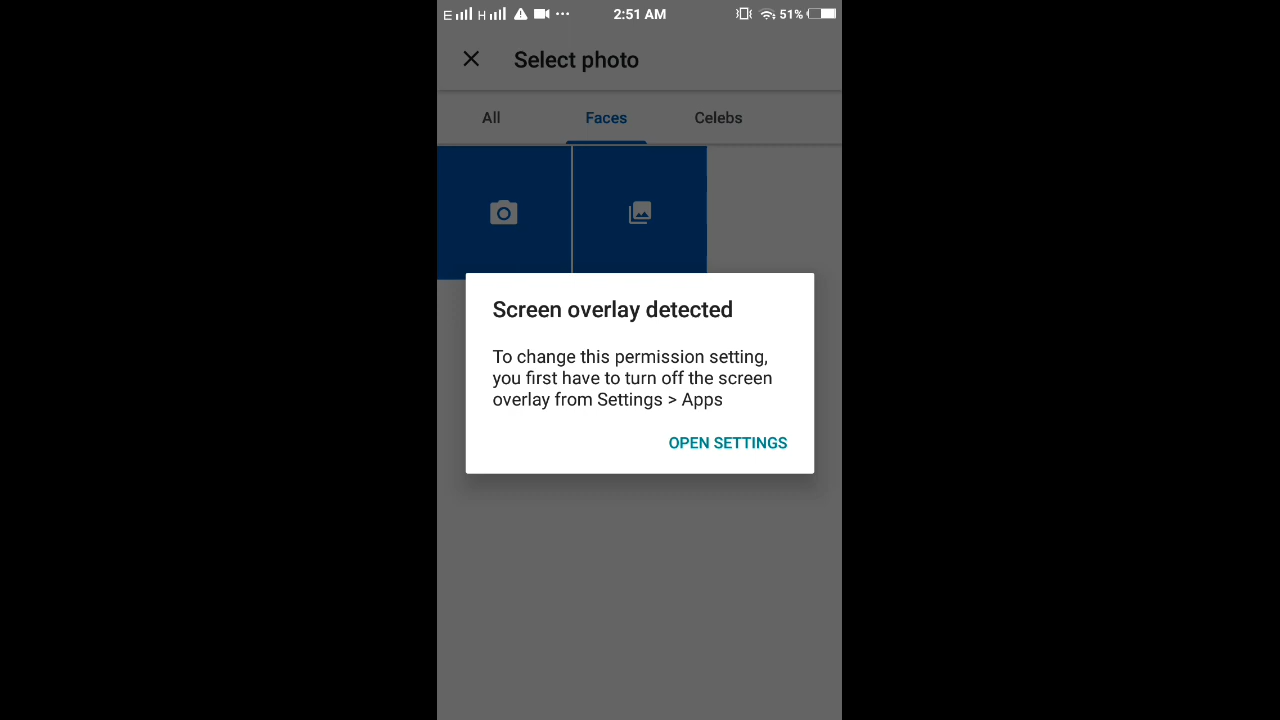 E H 2:51 AM 51%
Select photo
All Faces Celebs
Screen overlay detected
To change this permission setting,
you first have to turn off the screen
overlay from Settings > Apps
OPEN SETTINGS